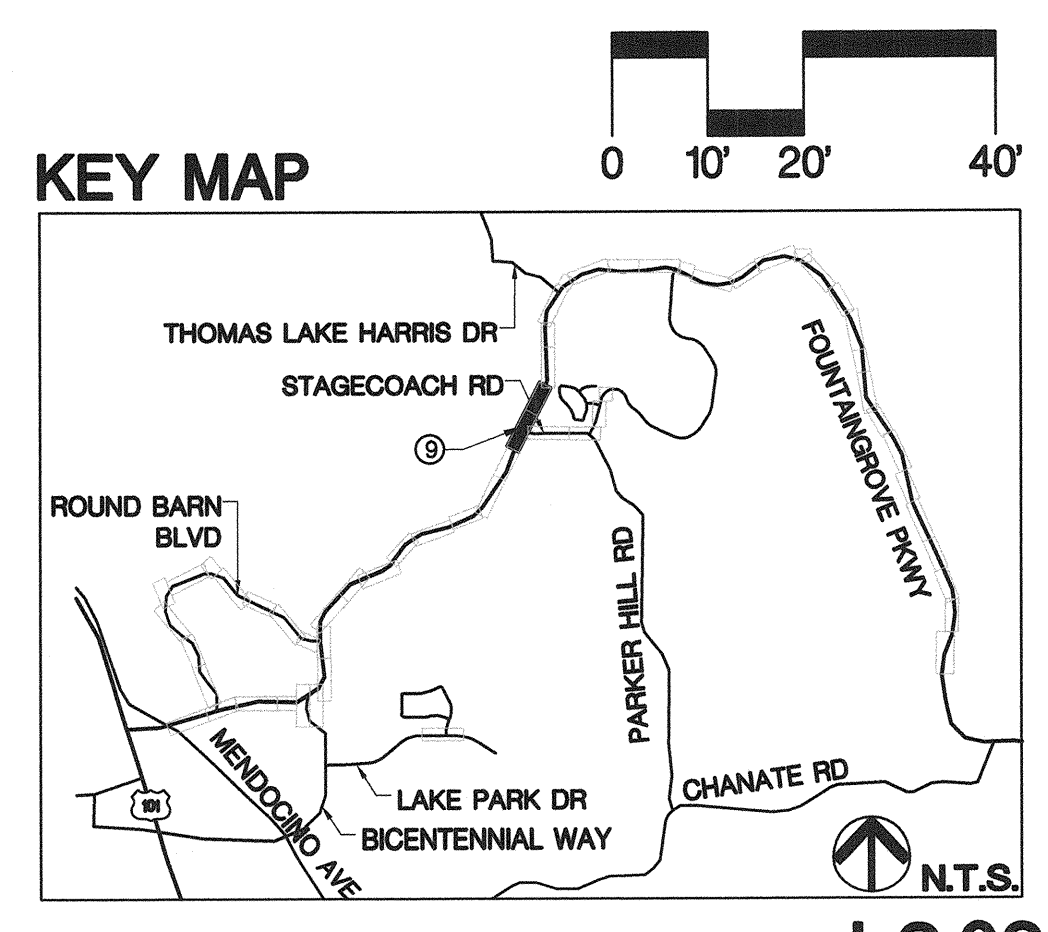 0 10' 20' 40'
KEY MAP
THOMAS LAKE HARRIS DR
STAGECOACH RD
9
FOUNTAINGROVE PKWY
ROUND BARN
BLVD
PARKER HILL RD
MENDOCINO AVE
101
CHANATE RD
LAKE PARK DR
BICENTENNIAL WAY
N.T.S.